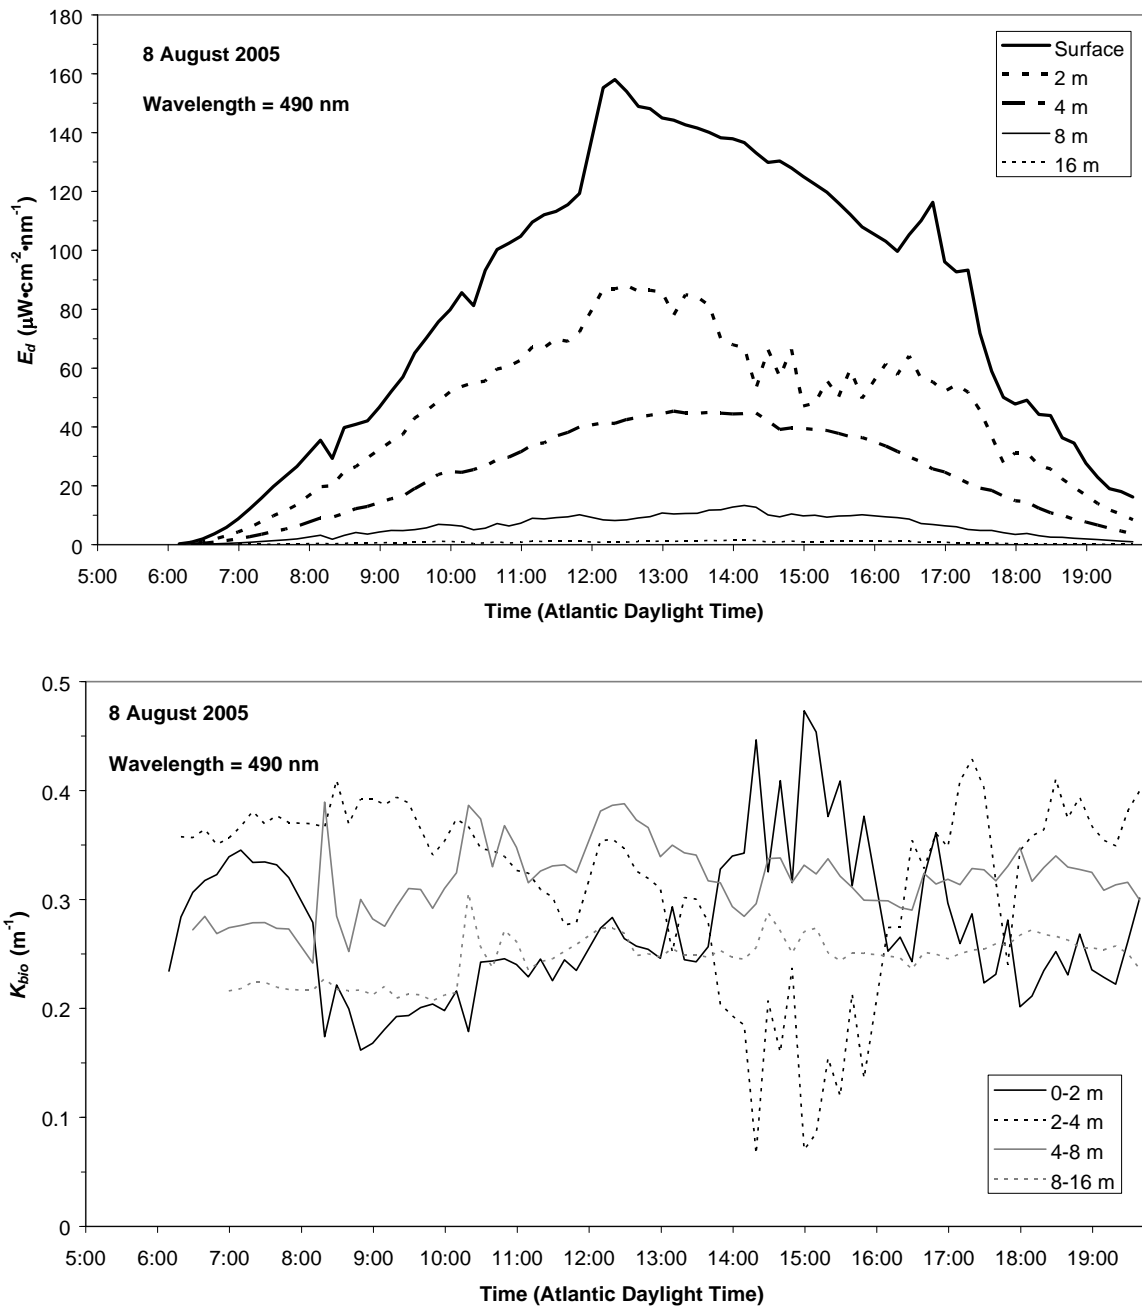 180
160
140
120
100
80
60
40
20
0
E_d (µW•cm⁻²•nm⁻¹)
8 August 2005
Wavelength = 490 nm
Surface
2 m
4 m
8 m
16 m
5:00 6:00 7:00 8:00 9:00 10:00 11:00 12:00 13:00 14:00 15:00 16:00 17:00 18:00 19:00
Time (Atlantic Daylight Time)
0.5
0.4
0.3
0.2
0.1
0
K_bio (m⁻¹)
8 August 2005
Wavelength = 490 nm
0-2 m
2-4 m
4-8 m
8-16 m
5:00 6:00 7:00 8:00 9:00 10:00 11:00 12:00 13:00 14:00 15:00 16:00 17:00 18:00 19:00
Time (Atlantic Daylight Time)